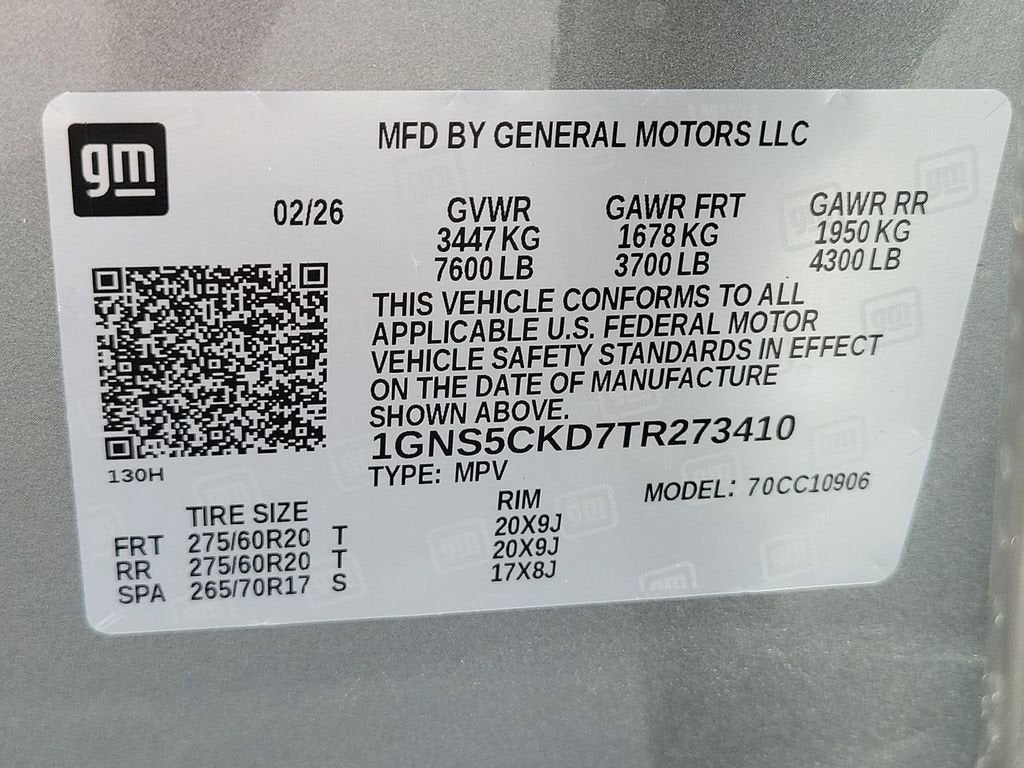 gm
MFD BY GENERAL MOTORS LLC
02/26
GVWR GAWR FRT GAWR RR
3447 KG 1678 KG 1950 KG
7600 LB 3700 LB 4300 LB
THIS VEHICLE CONFORMS TO ALL
APPLICABLE U.S. FEDERAL MOTOR
VEHICLE SAFETY STANDARDS IN EFFECT
ON THE DATE OF MANUFACTURE
SHOWN ABOVE.
1GNS5CKD7TR273410
130H
TYPE: MPV
MODEL: 70CC10906
TIRE SIZE RIM
FRT 275/60R20 T 20X9J
RR 275/60R20 T 20X9J
SPA 265/70R17 S 17X8J